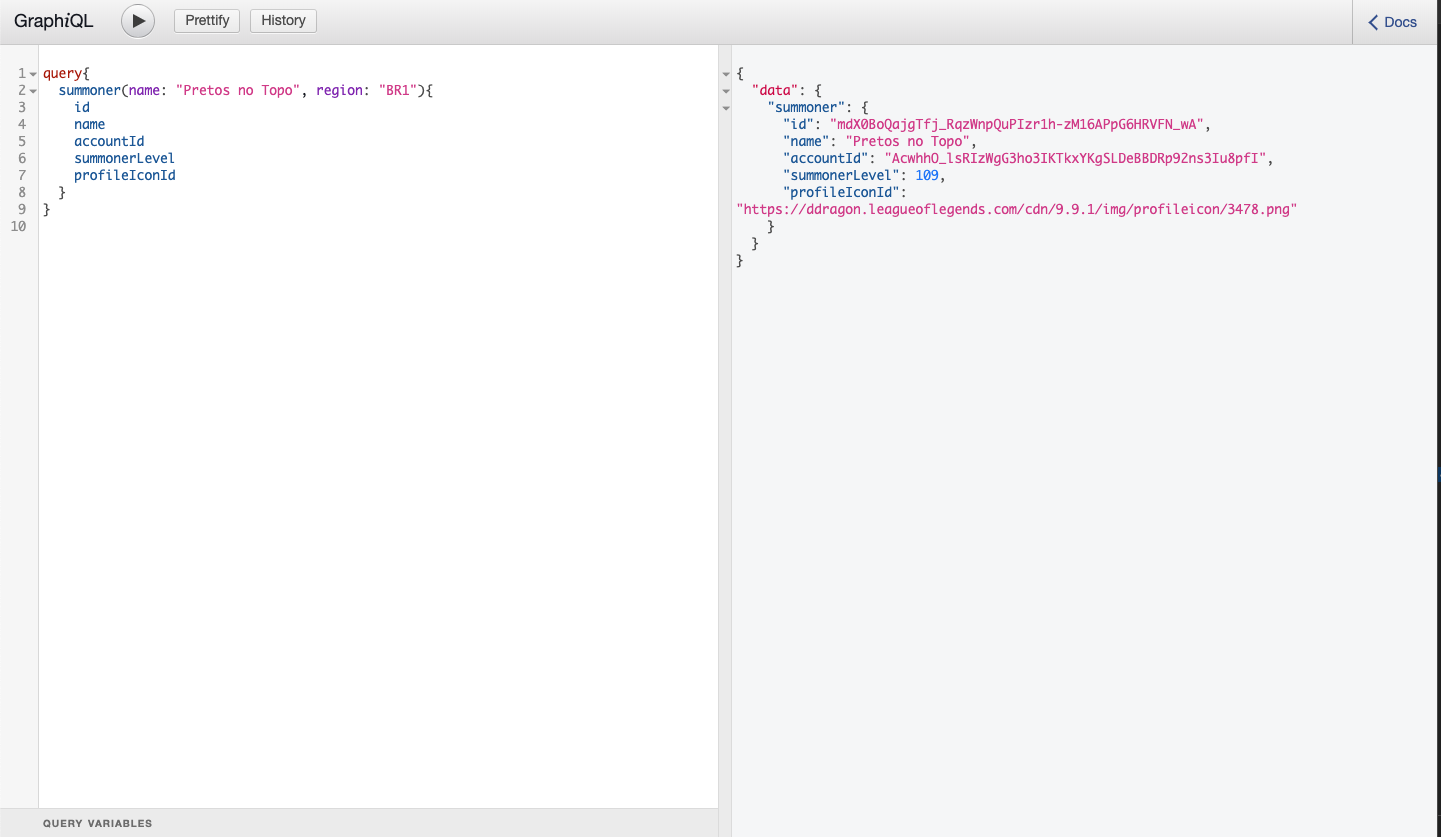 GraphiQL Prettify History Docs
1 query{
2 summoner(name: "Pretos no Topo", region: "BR1"){
3 id
4 name
5 accountId
6 summonerLevel
7 profileIconId
8 }
9 }
10
{
"data": {
"summoner": {
"id": "mdX0BoQajgTfj_RqzWnpQuPIzr1h-zM16APpG6HRVFN_wA",
"name": "Pretos no Topo",
"accountId": "AcwhhO_lsRIzWgG3ho3IKTkxYKgSLDeBBDRp92ns3Iu8pfI",
"summonerLevel": 109,
"profileIconId":
"https://ddragon.leagueoflegends.com/cdn/9.9.1/img/profileicon/3478.png"
}
}
}
QUERY VARIABLES